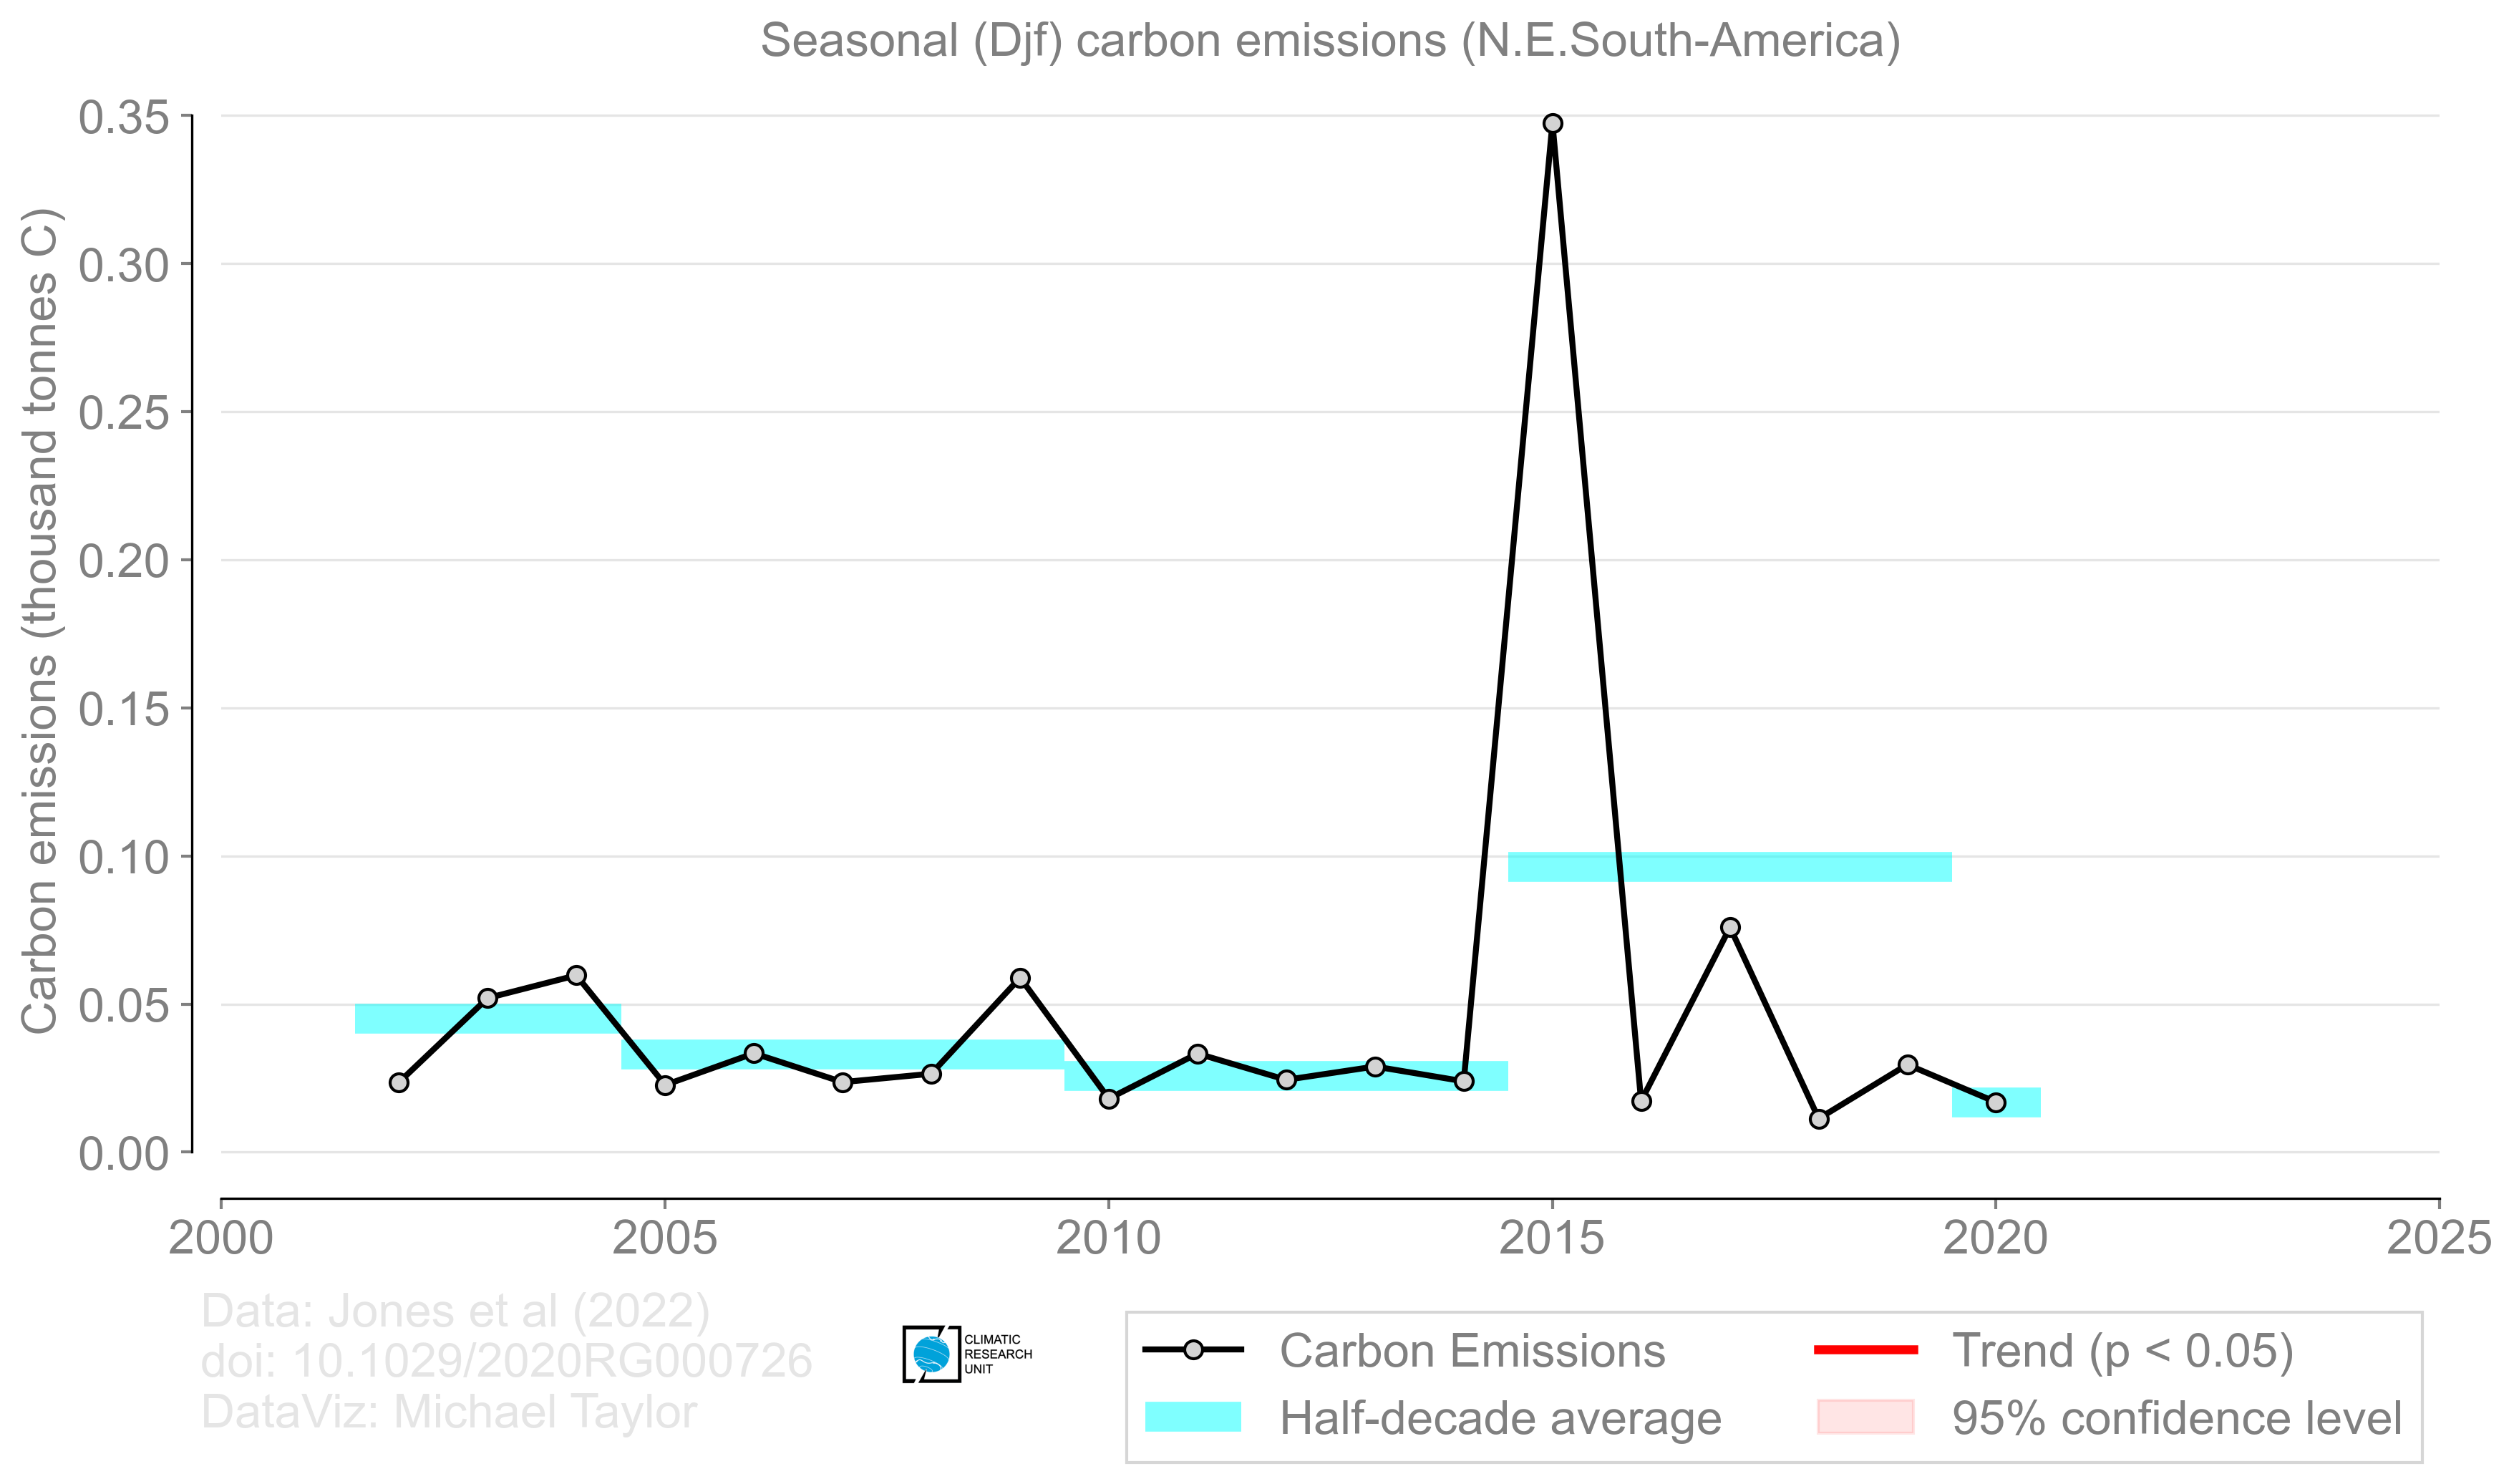 Seasonal (Djf) carbon emissions (N.E.South-America)
Carbon emissions (thousand tonnes C)
0.35
0.30
0.25
0.20
0.15
0.10
0.05
0.00
2000 2005 2010 2015 2020 2025
Data: Jones et al (2022)
doi: 10.1029/2020RG000726
DataViz: Michael Taylor
CLIMATIC
RESEARCH
UNIT
Carbon Emissions
Half-decade average
Trend (p < 0.05)
95% confidence level